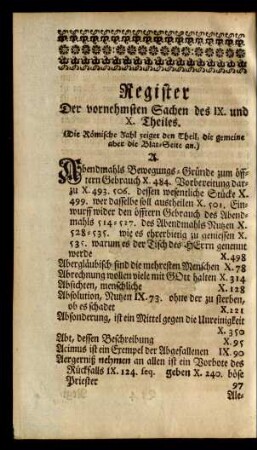 Register
Der vornehmsten Sachen des IX. und
X. Theiles.
(Die Römische Zahl zeiget den Theil, die gemeine
aber die Blat-Seite an.)
A
Abendmahls Bewegungs-Gründe zum öff-
tern Gebrauch X. 484. Vorbereitung dar-
zu X. 493. 506. dessen wesentliche Stücke X.
499. wer dasselbe soll austheilen X. 501. Ein-
wurff wider den öfftern Gebrauch des Abend-
mahls 514-517. des Abendmahls Nutzen X.
528-535. wie es ehrerbietig zu geniessen X.
535. warum es der Tisch des HErrn genennt
werde X.498
Abergläubisch sind die mehresten Menschen X. 78
Abrechnung wollen viele mit GOtt halten X. 314
Absichten, menschliche X. 128
Absolution, Nutzen IX.73. ohne der zu sterben,
ob es schadet X. 121
Absonderung, ist ein Mittel gegen die Unreinigkeit
X. 350
Abt, dessen Beschreibung X.95
Acimus ist ein Exempel der Abgefallenen IX. 90
Aergerniß nehmen an allen ist ein Vorbote des
Rückfalls IX. 124. seq. geben X. 240. böse
Priester 97
Ale-